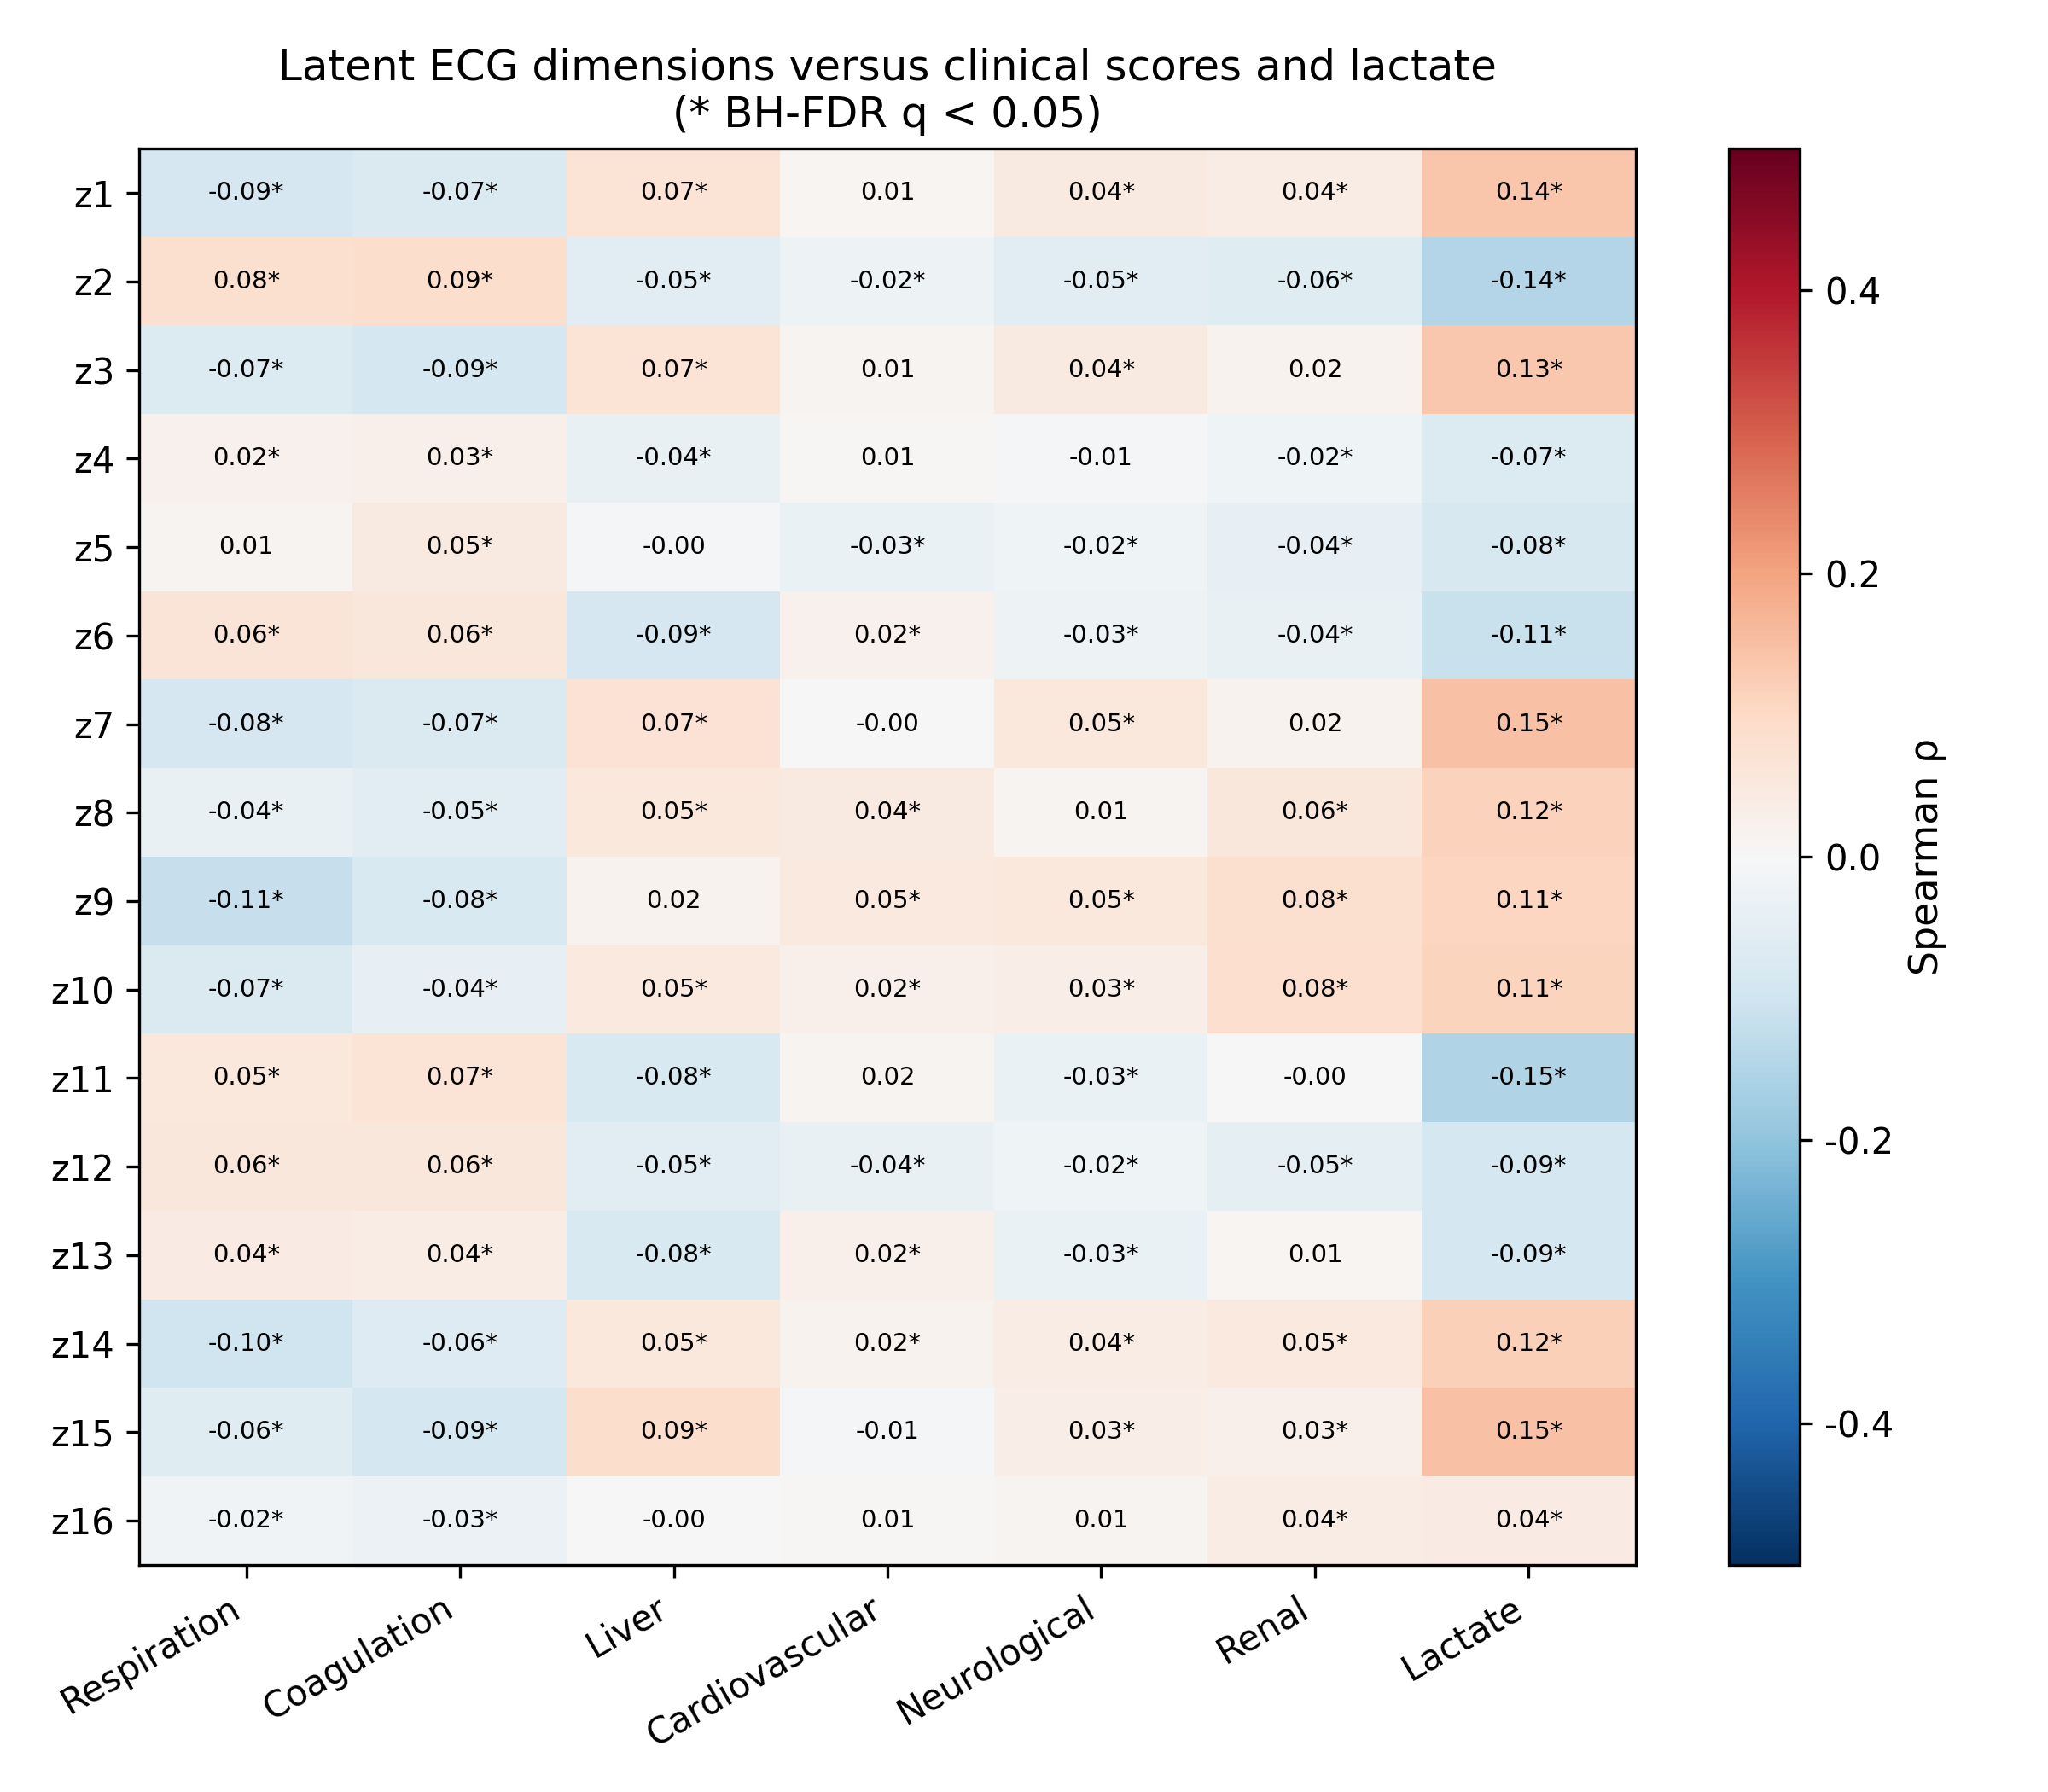 Latent ECG dimensions versus clinical scores and lactate
(* BH-FDR q < 0.05)
z1 -0.09* -0.07* 0.07* 0.01 0.04* 0.04* 0.14*
z2 0.08* 0.09* -0.05* -0.02* -0.05* -0.06* -0.14*
z3 -0.07* -0.09* 0.07* 0.01 0.04* 0.02 0.13*
z4 0.02* 0.03* -0.04* 0.01 -0.01 -0.02* -0.07*
z5 0.01 0.05* -0.00 -0.03* -0.02* -0.04* -0.08*
z6 0.06* 0.06* -0.09* 0.02* -0.03* -0.04* -0.11*
z7 -0.08* -0.07* 0.07* -0.00 0.05* 0.02 0.15*
z8 -0.04* -0.05* 0.05* 0.04* 0.01 0.06* 0.12*
z9 -0.11* -0.08* 0.02 0.05* 0.05* 0.08* 0.11*
z10 -0.07* -0.04* 0.05* 0.02* 0.03* 0.08* 0.11*
z11 0.05* 0.07* -0.08* 0.02 -0.03* -0.00 -0.15*
z12 0.06* 0.06* -0.05* -0.04* -0.02* -0.05* -0.09*
z13 0.04* 0.04* -0.08* 0.02* -0.03* 0.01 -0.09*
z14 -0.10* -0.06* 0.05* 0.02* 0.04* 0.05* 0.12*
z15 -0.06* -0.09* 0.09* -0.01 0.03* 0.03* 0.15*
z16 -0.02* -0.03* -0.00 0.01 0.01 0.04* 0.04*
Respiration Coagulation Liver Cardiovascular Neurological Renal Lactate
0.4
0.2
0.0
-0.2
-0.4
Spearman ρ